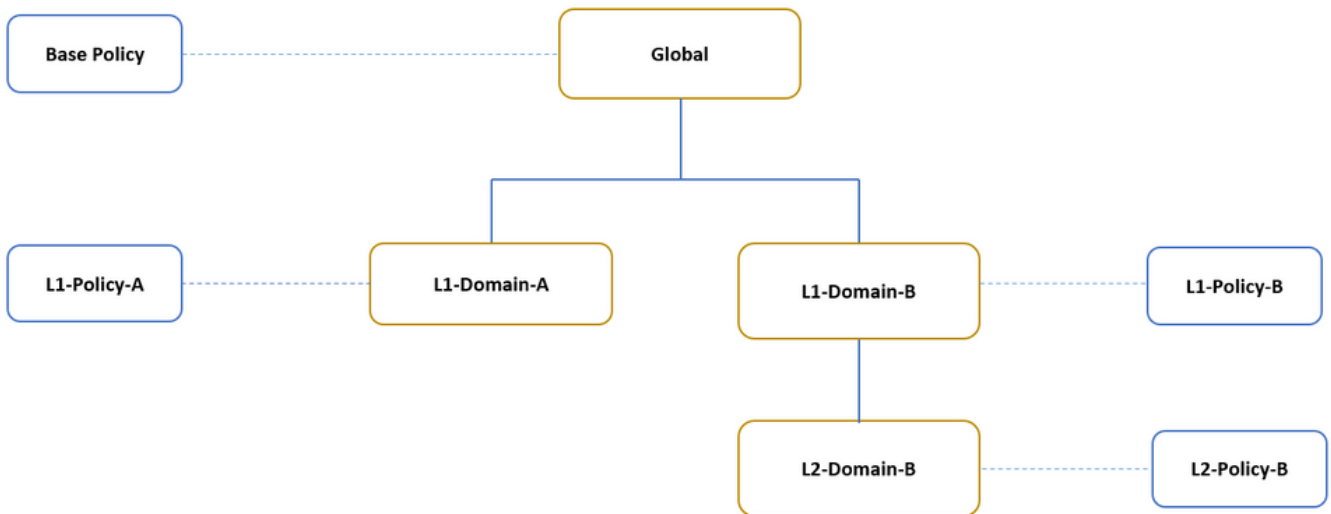 Base Policy
Global
L1-Policy-A
L1-Domain-A
L1-Domain-B
L1-Policy-B
L2-Domain-B
L2-Policy-B